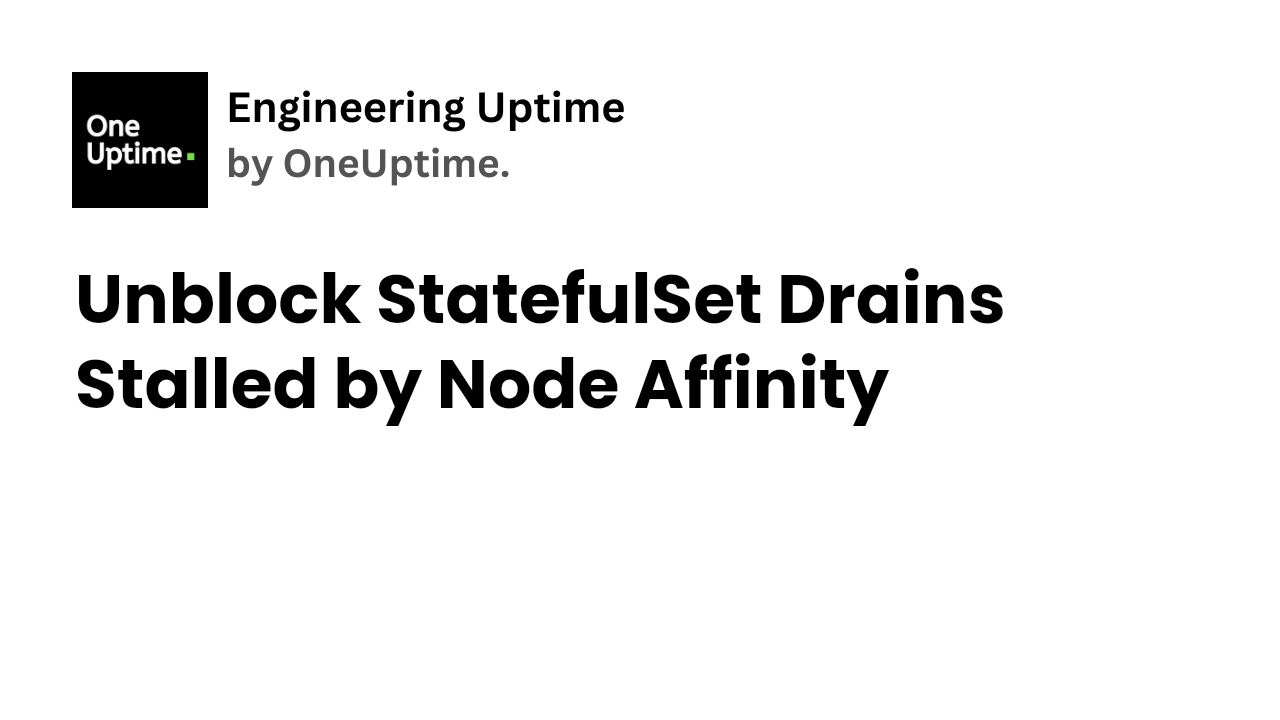 One
Uptime
Engineering Uptime
by OneUptime.
Unblock StatefulSet Drains
Stalled by Node Affinity